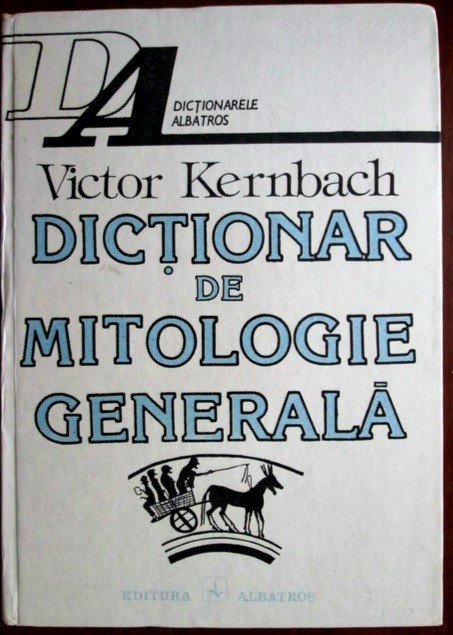 DA
DICȚIONARELE
ALBATROS
Victor Kernbach
DICȚIONAR
DE
MITOLOGIE
GENERALĂ
EDITURA ALBATROS